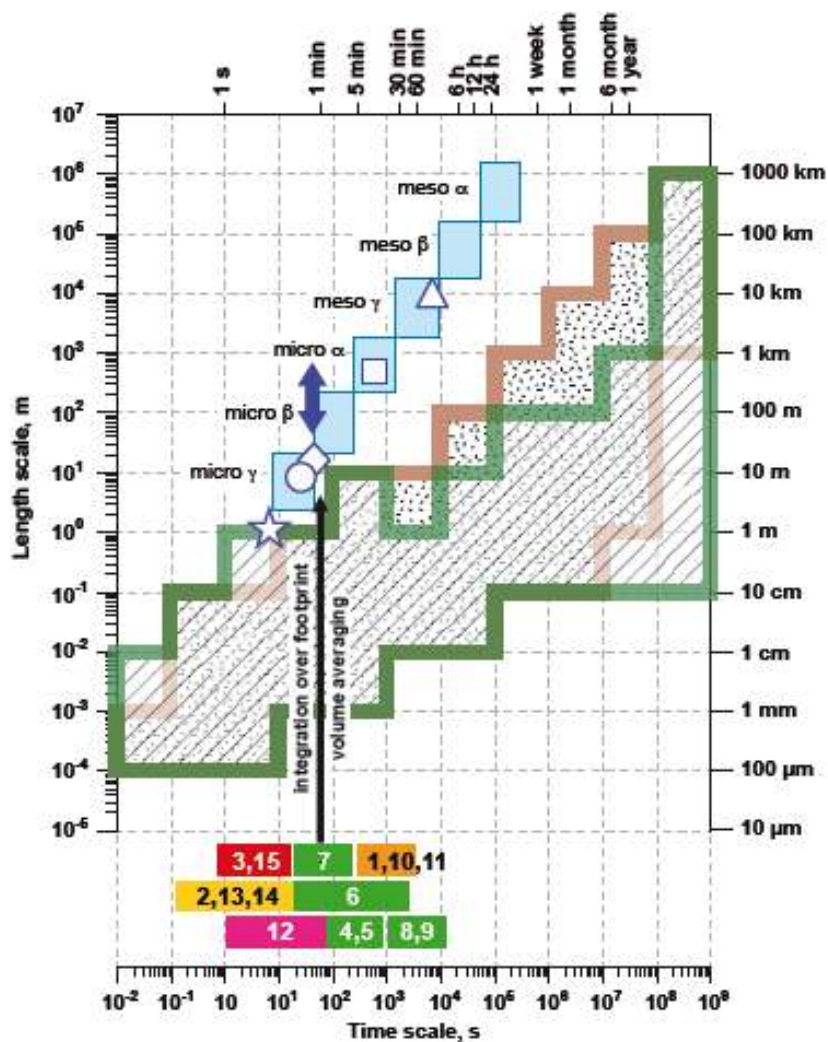 1 s
1 min
5 min
30 min
60 min
6 h
12 h
24 h
1 week
1 month
6 month
1 year
10⁷
10⁶
10⁵
10⁴
10³
10²
10¹
10⁰
10⁻¹
10⁻²
10⁻³
10⁻⁴
10⁻⁵
Length scale, m
1000 km
100 km
10 km
1 km
100 m
10 m
1 m
10 cm
1 cm
1 mm
100 µm
10 µm
meso α
meso β
meso γ
micro α
micro β
micro γ
integration over footprint
volume averaging
3,15
7
1,10,11
2,13,14
6
12
4,5
8,9
10⁻² 10⁻¹ 10 10¹ 10² 10³ 10⁴ 10⁵ 10⁶ 10⁷ 10⁸ 10⁹
Time scale, s